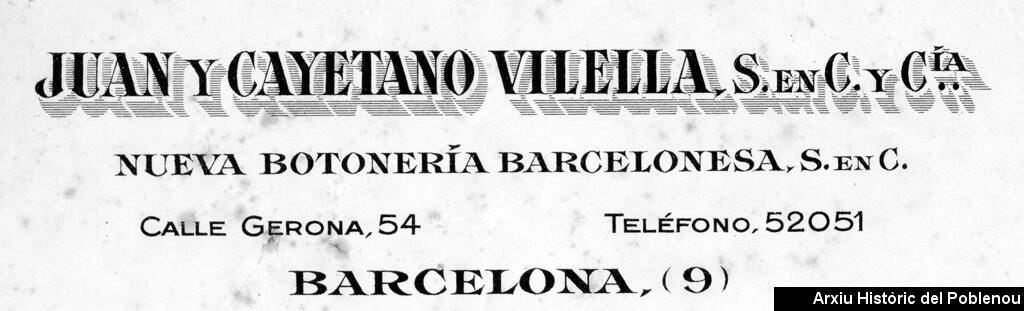 JUAN Y CAYETANO VILELLA, S. EN C. Y CÍA.
NUEVA BOTONERÍA BARCELONESA, S. EN C.
CALLE GERONA, 54 TELÉFONO, 52051
BARCELONA, (9)
Arxiu Històric del Poblenou